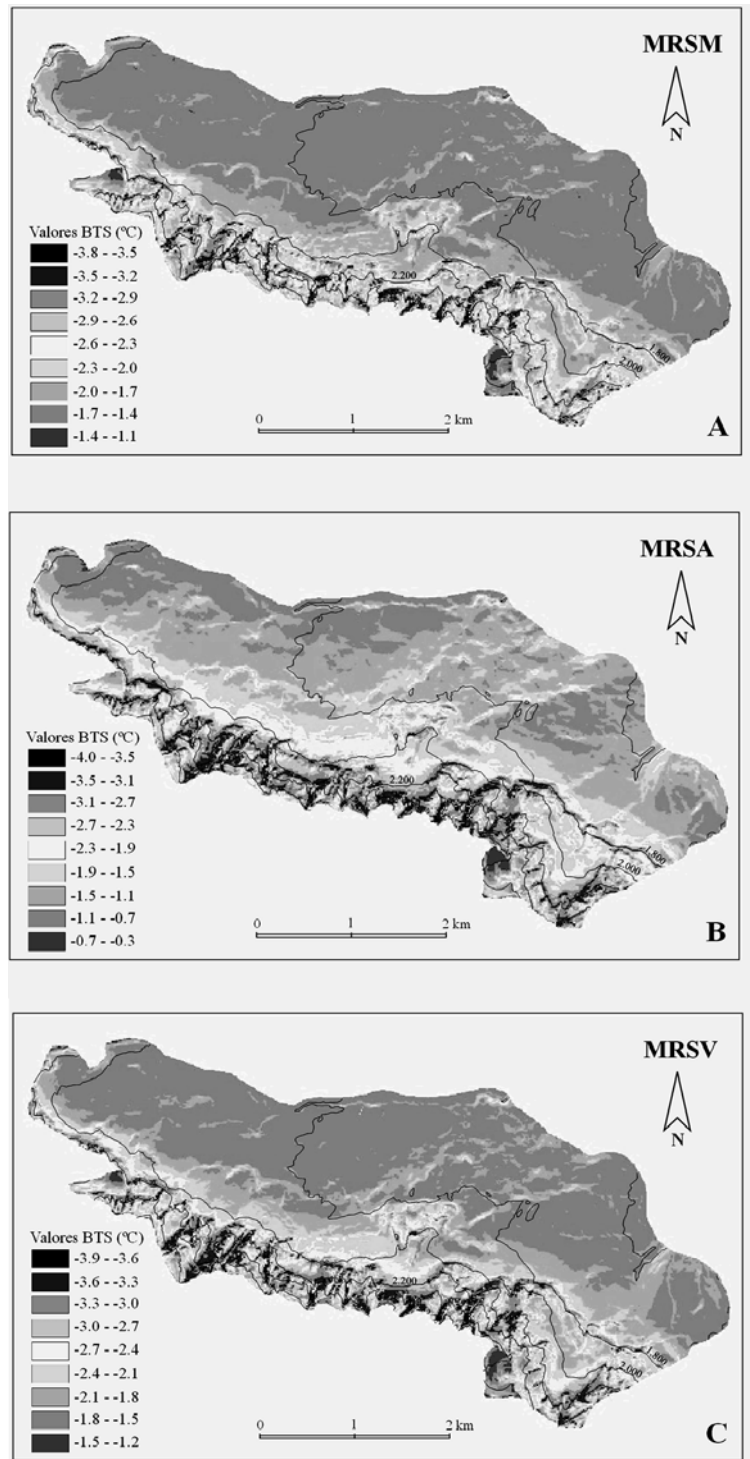 MRSM
N
Valores BTS (ºC)
-3.8 - -3.5
-3.5 - -3.2
-3.2 - -2.9
-2.9 - -2.6
-2.6 - -2.3
-2.3 - -2.0
-2.0 - -1.7
-1.7 - -1.4
-1.4 - -1.1
2.200
1.800
2.000
0 1 2 km
A
MRSA
N
Valores BTS (ºC)
-4.0 - -3.5
-3.5 - -3.1
-3.1 - -2.7
-2.7 - -2.3
-2.3 - -1.9
-1.9 - -1.5
-1.5 - -1.1
-1.1 - -0.7
-0.7 - -0.3
2.200
1.800
2.000
0 1 2 km
B
MRSV
N
Valores BTS (ºC)
-3.9 - -3.6
-3.6 - -3.3
-3.3 - -3.0
-3.0 - -2.7
-2.7 - -2.4
-2.4 - -2.1
-2.1 - -1.8
-1.8 - -1.5
-1.5 - -1.2
2.200
1.800
2.000
0 1 2 km
C